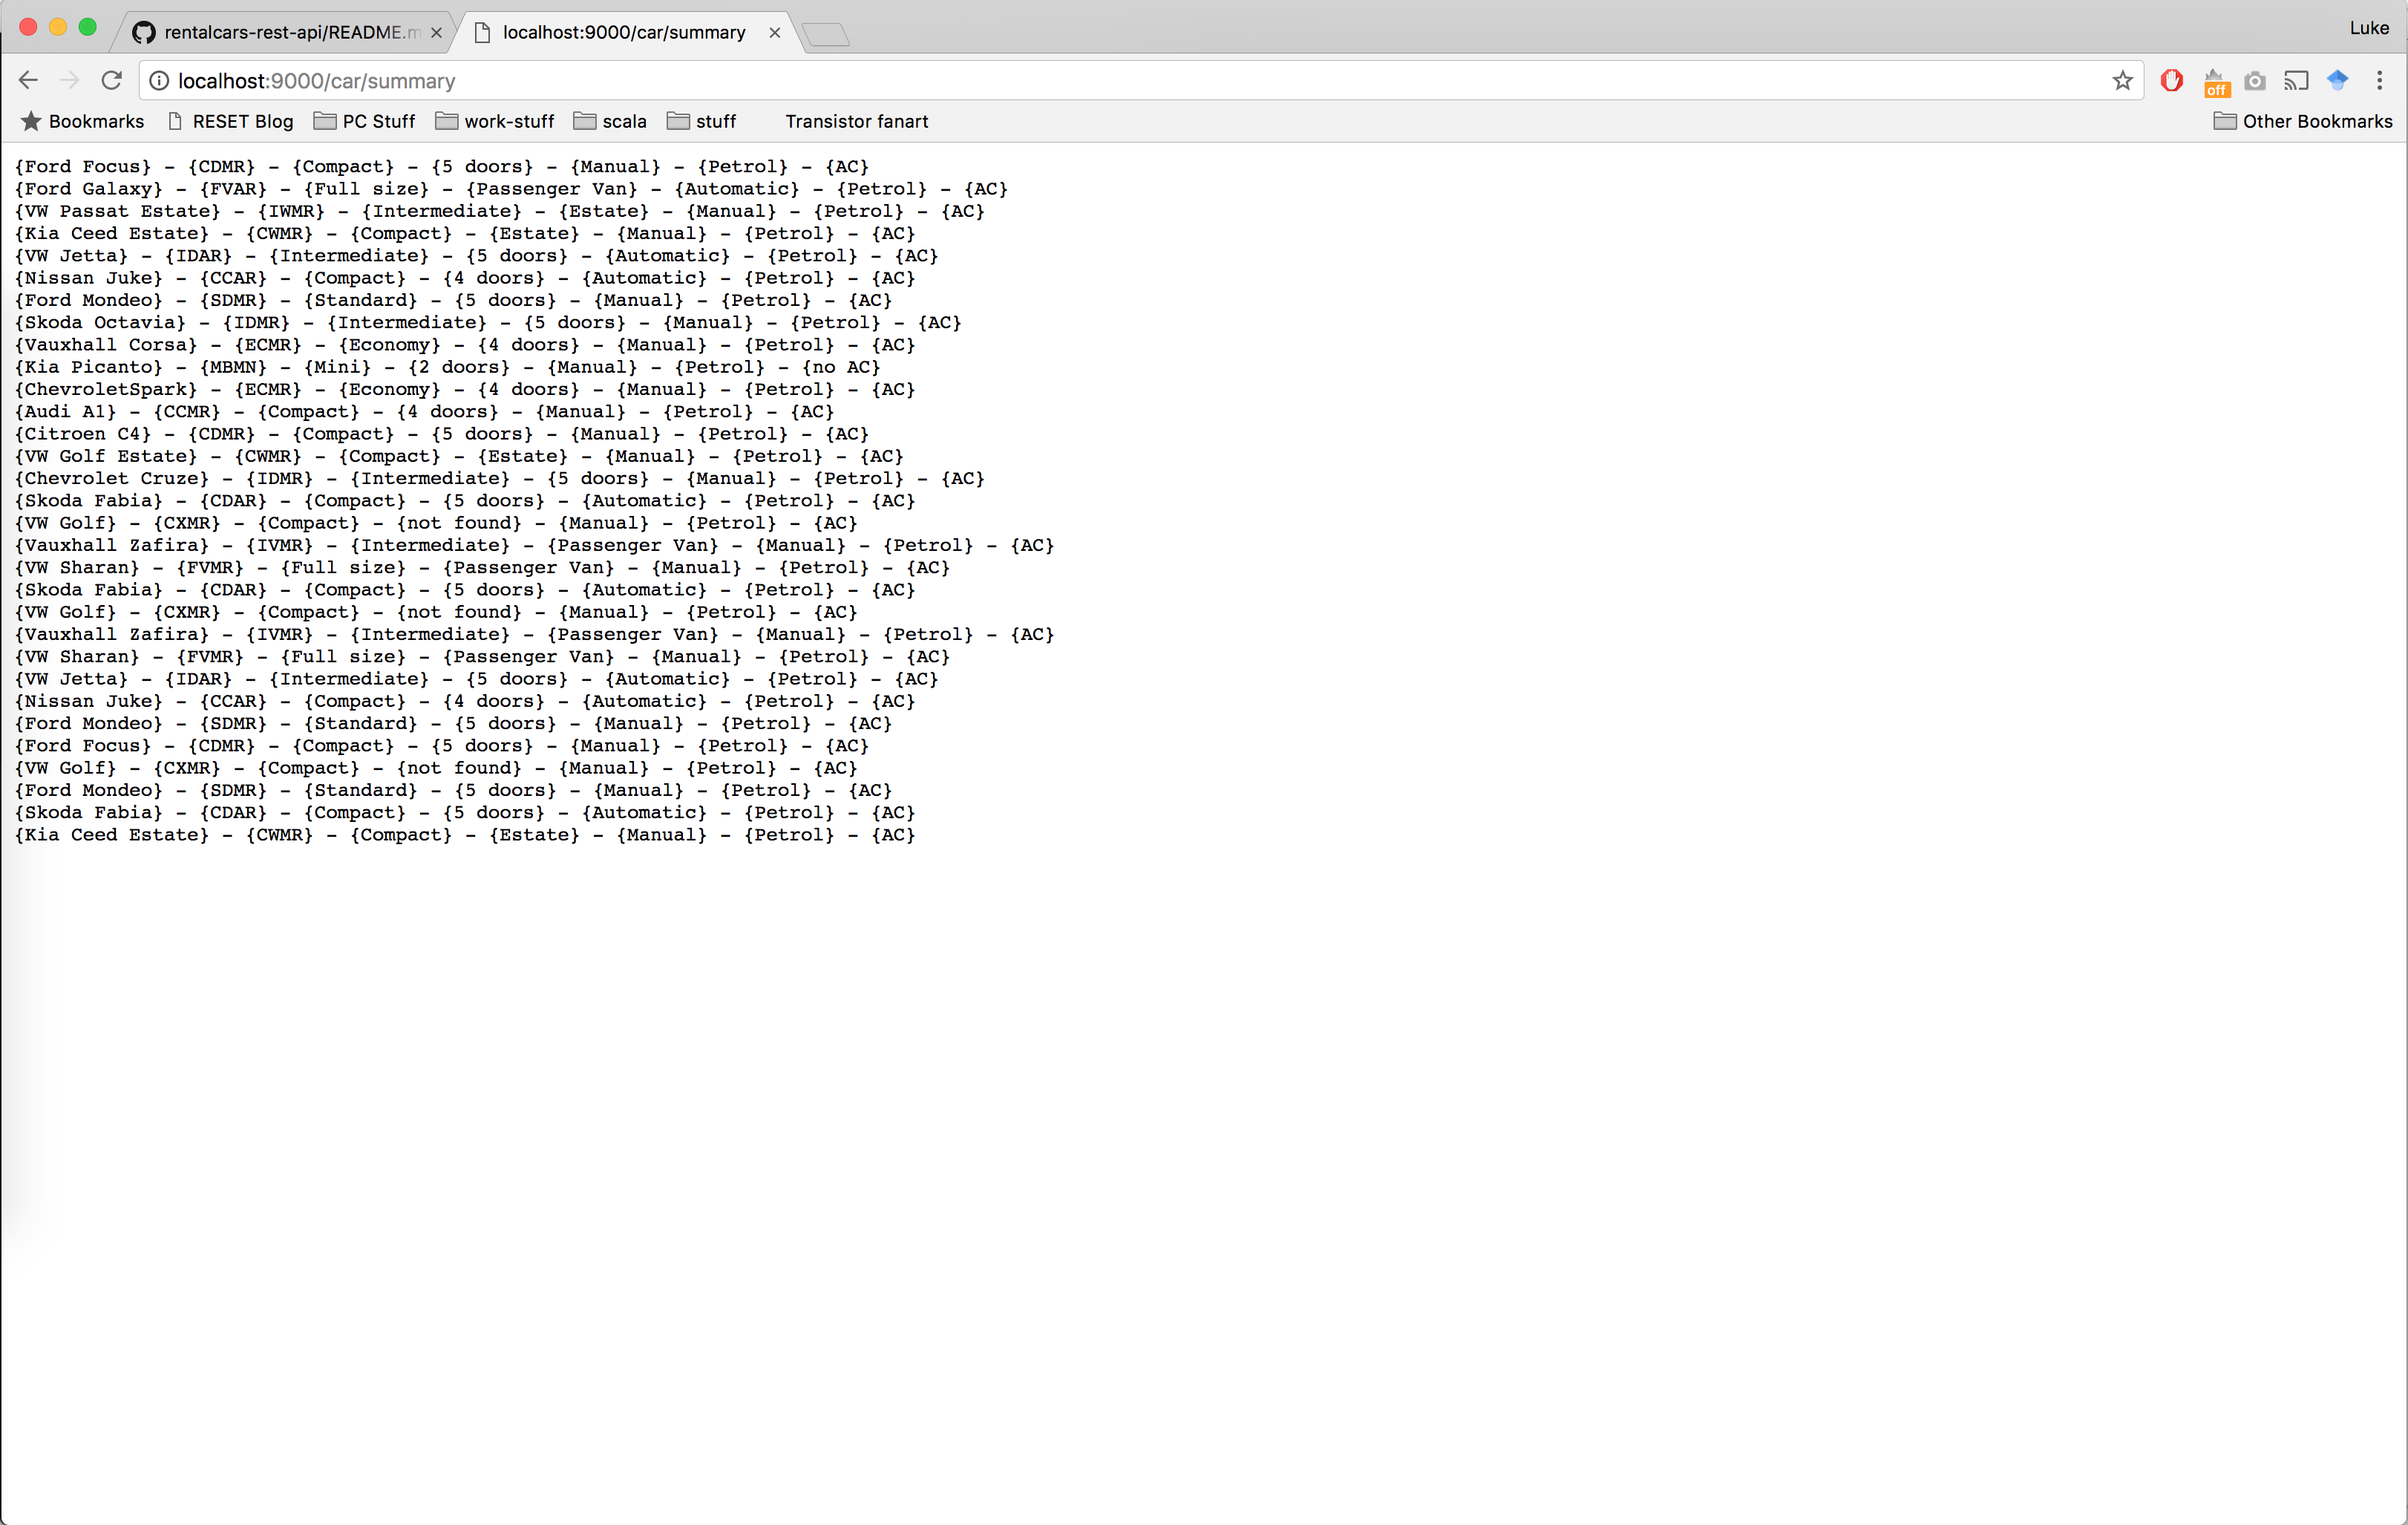 Luke
rentalcars-rest-api/README.m
localhost:9000/car/summary
localhost:9000/car/summary
off
Bookmarks RESET Blog PC Stuff work-stuff scala stuff Transistor fanart Other Bookmarks
{Ford Focus} - {CDMR} - {Compact} - {5 doors} - {Manual} - {Petrol} - {AC}
{Ford Galaxy} - {FVAR} - {Full size} - {Passenger Van} - {Automatic} - {Petrol} - {AC}
{VW Passat Estate} - {IWMR} - {Intermediate} - {Estate} - {Manual} - {Petrol} - {AC}
{Kia Ceed Estate} - {CWMR} - {Compact} - {Estate} - {Manual} - {Petrol} - {AC}
{VW Jetta} - {IDAR} - {Intermediate} - {5 doors} - {Automatic} - {Petrol} - {AC}
{Nissan Juke} - {CCAR} - {Compact} - {4 doors} - {Automatic} - {Petrol} - {AC}
{Ford Mondeo} - {SDMR} - {Standard} - {5 doors} - {Manual} - {Petrol} - {AC}
{Skoda Octavia} - {IDMR} - {Intermediate} - {5 doors} - {Manual} - {Petrol} - {AC}
{Vauxhall Corsa} - {ECMR} - {Economy} - {4 doors} - {Manual} - {Petrol} - {AC}
{Kia Picanto} - {MBMN} - {Mini} - {2 doors} - {Manual} - {Petrol} - {no AC}
{ChevroletSpark} - {ECMR} - {Economy} - {4 doors} - {Manual} - {Petrol} - {AC}
{Audi A1} - {CCMR} - {Compact} - {4 doors} - {Manual} - {Petrol} - {AC}
{Citroen C4} - {CDMR} - {Compact} - {5 doors} - {Manual} - {Petrol} - {AC}
{VW Golf Estate} - {CWMR} - {Compact} - {Estate} - {Manual} - {Petrol} - {AC}
{Chevrolet Cruze} - {IDMR} - {Intermediate} - {5 doors} - {Manual} - {Petrol} - {AC}
{Skoda Fabia} - {CDAR} - {Compact} - {5 doors} - {Automatic} - {Petrol} - {AC}
{VW Golf} - {CXMR} - {Compact} - {not found} - {Manual} - {Petrol} - {AC}
{Vauxhall Zafira} - {IVMR} - {Intermediate} - {Passenger Van} - {Manual} - {Petrol} - {AC}
{VW Sharan} - {FVMR} - {Full size} - {Passenger Van} - {Manual} - {Petrol} - {AC}
{Skoda Fabia} - {CDAR} - {Compact} - {5 doors} - {Automatic} - {Petrol} - {AC}
{VW Golf} - {CXMR} - {Compact} - {not found} - {Manual} - {Petrol} - {AC}
{Vauxhall Zafira} - {IVMR} - {Intermediate} - {Passenger Van} - {Manual} - {Petrol} - {AC}
{VW Sharan} - {FVMR} - {Full size} - {Passenger Van} - {Manual} - {Petrol} - {AC}
{VW Jetta} - {IDAR} - {Intermediate} - {5 doors} - {Automatic} - {Petrol} - {AC}
{Nissan Juke} - {CCAR} - {Compact} - {4 doors} - {Automatic} - {Petrol} - {AC}
{Ford Mondeo} - {SDMR} - {Standard} - {5 doors} - {Manual} - {Petrol} - {AC}
{Ford Focus} - {CDMR} - {Compact} - {5 doors} - {Manual} - {Petrol} - {AC}
{VW Golf} - {CXMR} - {Compact} - {not found} - {Manual} - {Petrol} - {AC}
{Ford Mondeo} - {SDMR} - {Standard} - {5 doors} - {Manual} - {Petrol} - {AC}
{Skoda Fabia} - {CDAR} - {Compact} - {5 doors} - {Automatic} - {Petrol} - {AC}
{Kia Ceed Estate} - {CWMR} - {Compact} - {Estate} - {Manual} - {Petrol} - {AC}